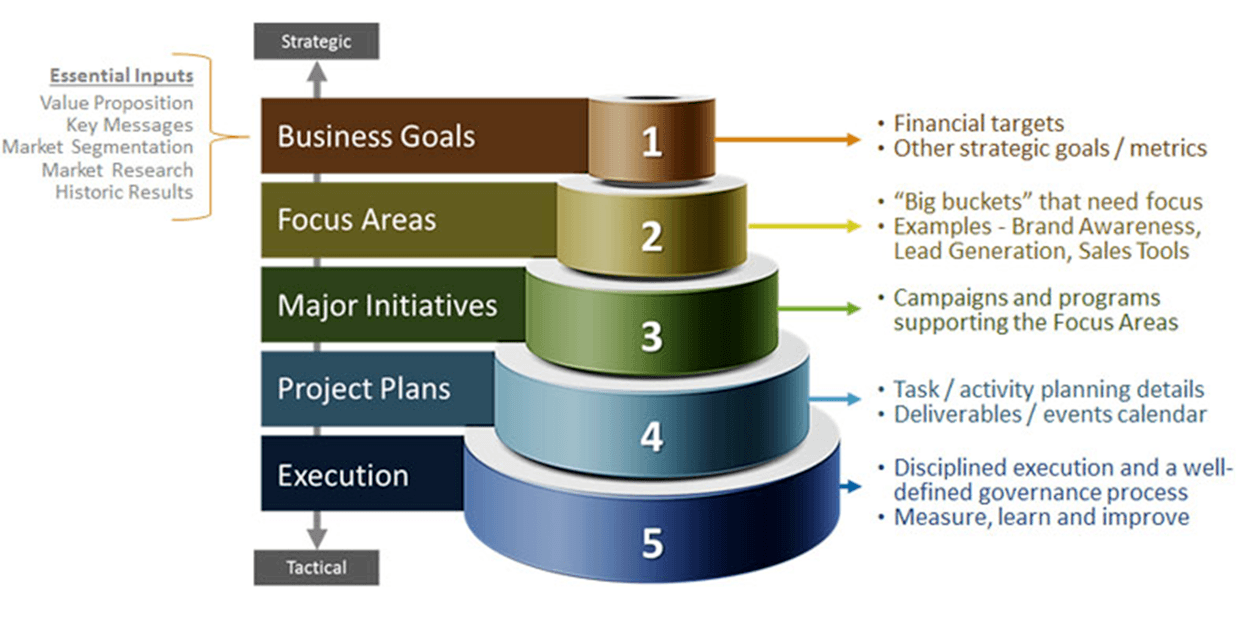 Strategic
Essential Inputs
Value Proposition
Key Messages
Market Segmentation
Market Research
Historic Results
Business Goals
1
• Financial targets
• Other strategic goals / metrics
Focus Areas
2
• “Big buckets” that need focus
• Examples - Brand Awareness,
Lead Generation, Sales Tools
Major Initiatives
3
• Campaigns and programs
supporting the Focus Areas
Project Plans
4
• Task / activity planning details
• Deliverables / events calendar
Execution
5
• Disciplined execution and a well-
defined governance process
• Measure, learn and improve
Tactical